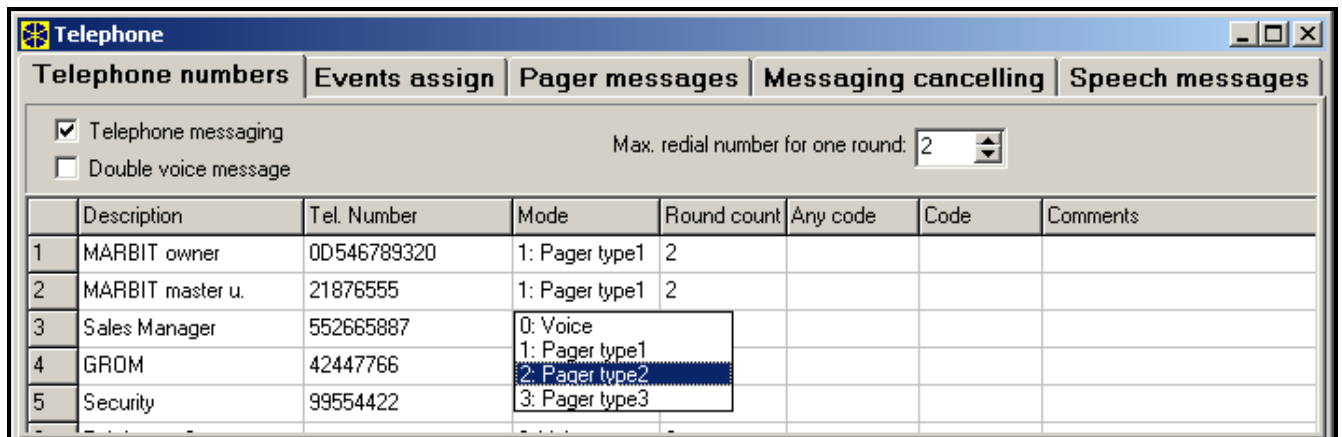 Telephone
Telephone numbers Events assign Pager messages Messaging cancelling Speech messages
Telephone messaging
Max. redial number for one round: 2
Double voice message
Description Tel. Number Mode Round count Any code Code Comments
1 MARBIT owner 0D546789320 1: Pager type1 2
2 MARBIT master u. 21876555 1: Pager type1 2
3 Sales Manager 552665887 0: Voice
1: Pager type1
4 GROM 42447766 2: Pager type2
5 Security 99554422 3: Pager type3